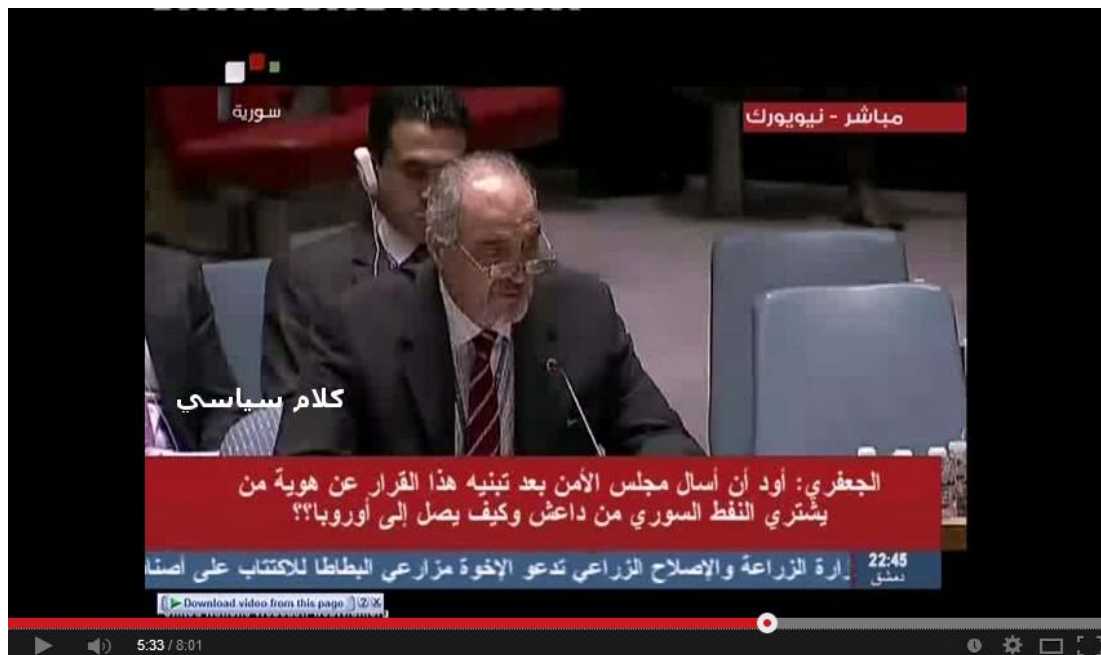 سورية
مباشر - نيويورك
كلام سياسي
الجعفري: أود أن أسال مجلس الأمن بعد تبنيه هذا القرار عن هوية من
يشتري النفط السوري من داعش وكيف يصل إلى أوروبا؟؟
22:45
دمشق
ارة الزراعة والإصلاح الزراعي تدعو الإخوة مزارعي البطاطا للاكتتاب على أصنا
Download video from this page ? X
5:33 / 8:01